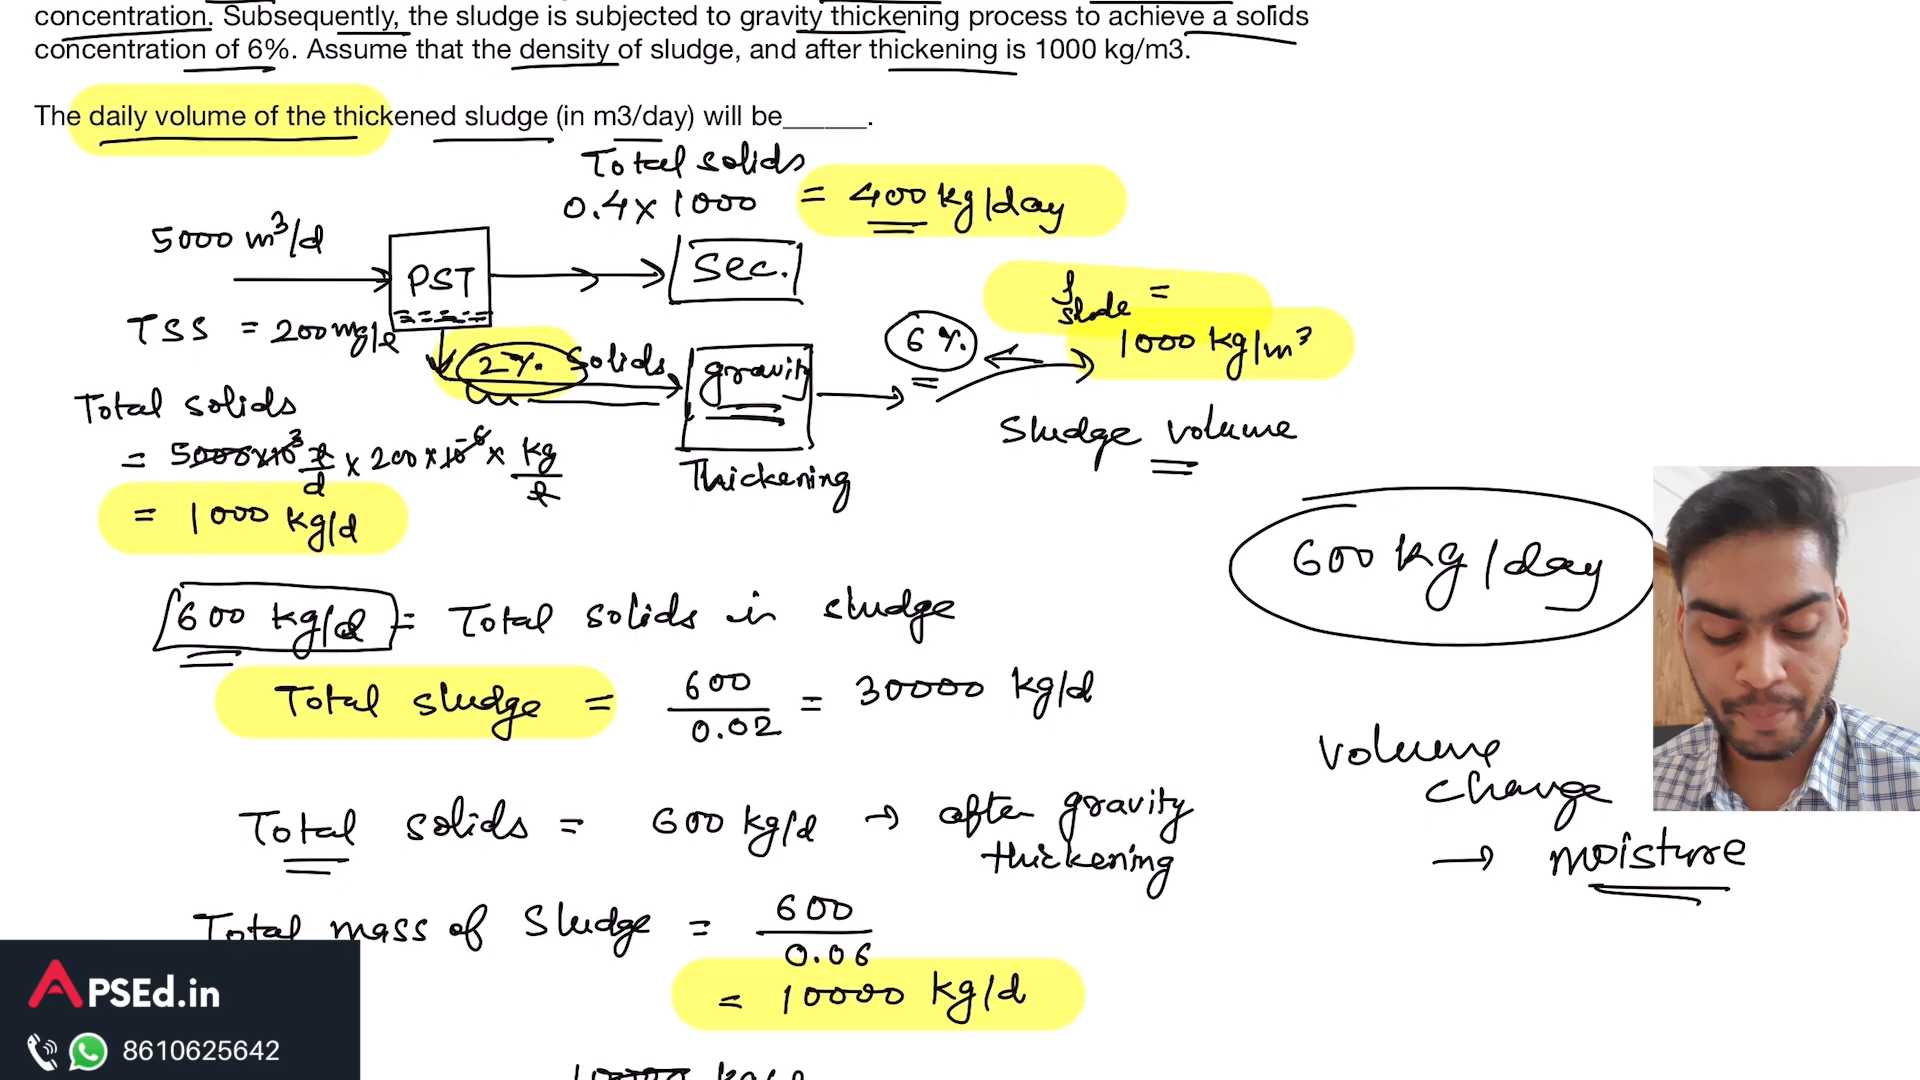 concentration. Subsequently, the sludge is subjected to gravity thickening process to achieve a solids
concentration of 6%. Assume that the density of sludge, and after thickening is 1000 kg/m3.
The daily volume of the thickened sludge (in m3/day) will be______.
Total solids
0.4 x 1000 = 400 kg/day
5000 m³/d
PST
Sec.
TSS = 200 mg/l
2% Solids
gravity
Thickening
6%
=
1000 kg/m³
Sludge volume
Total solids
= 5000x10³ l/d x 200 x 10⁻⁶ x kg/l
= 1000 kg/d
600 kg/day
600 kg/d = Total solids in sludge
Total sludge = 600/0.02 = 30000 kg/d
Volume
change
→ moisture
Total solids = 600 kg/d → after gravity
thickening
Total mass of Sludge = 600/0.06
= 10000 kg/d
APSEd.in
8610625642